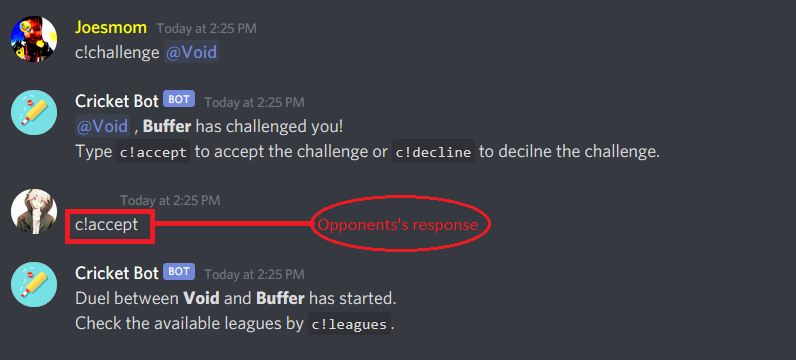 Joesmom Today at 2:25 PM
c!challenge @Void
Cricket Bot BOT Today at 2:25 PM
@Void , Buffer has challenged you!
Type c!accept to accept the challenge or c!decline to decilne the challenge.
Today at 2:25 PM
c!accept Opponents's response
Cricket Bot BOT Today at 2:25 PM
Duel between Void and Buffer has started.
Check the available leagues by c!leagues.